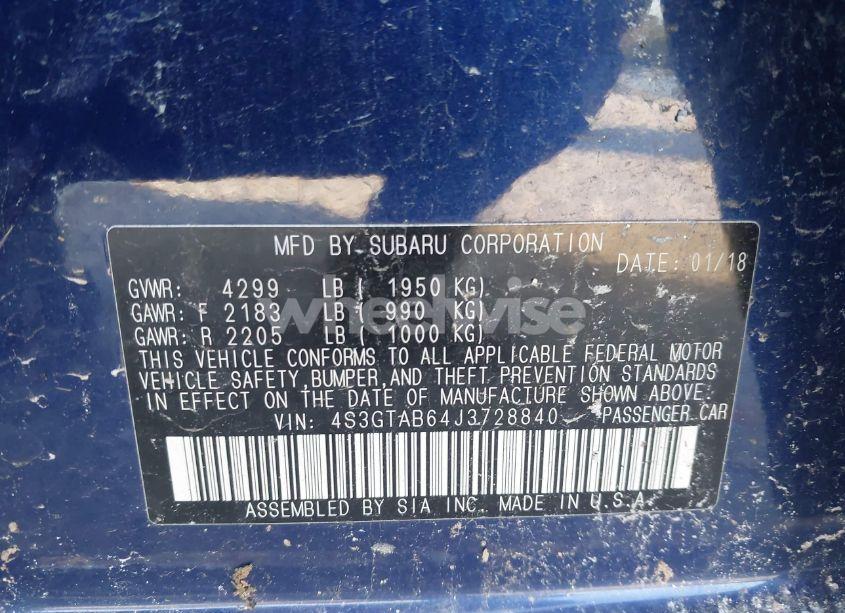 MFD BY SUBARU CORPORATION
DATE: 01/18
GVWR: 4299 LB ( 1950 KG)
GAWR: F 2183 LB ( 990 KG)
GAWR: R 2205 LB ( 1000 KG)
THIS VEHICLE CONFORMS TO ALL APPLICABLE FEDERAL MOTOR
VEHICLE SAFETY, BUMPER, AND THEFT PREVENTION STANDARDS
IN EFFECT ON THE DATE OF MANUFACTURE SHOWN ABOVE.
VIN: 4S3GTAB64J3728840 PASSENGER CAR
ASSEMBLED BY SIA INC. MADE IN U.S.A.
wheelwise